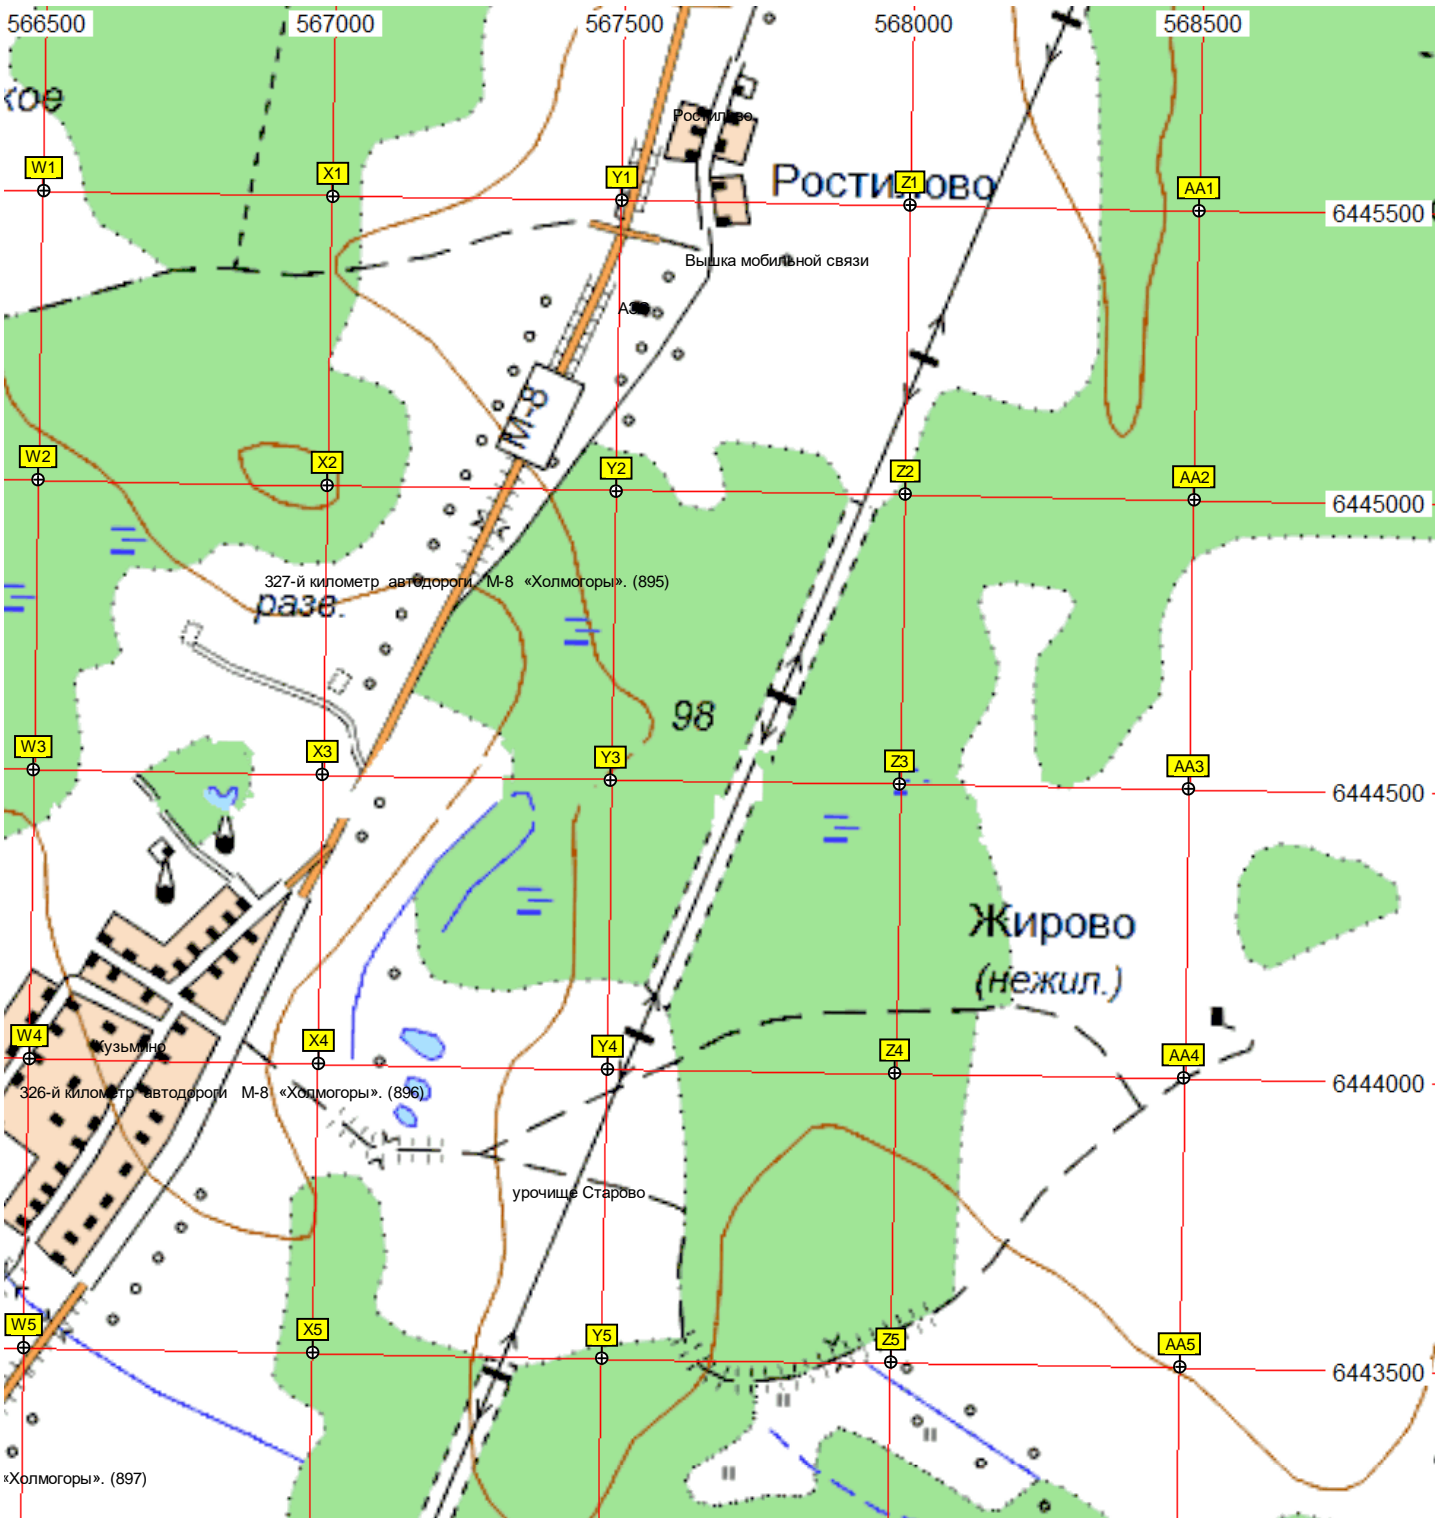 566500 567000 567500 568000 568500
кое
Ростилово
W1 X1 Y1 Z1 AA1
Ростилово
6445500
Вышка мобильной связи
АЗС
М-8
W2 X2 Y2 Z2 AA2
6445000
327-й километр автодороги М-8 «Холмогоры». (895)
разв.
98
W3 X3 Y3 Z3 AA3
6444500
Жирово
(нежил.)
W4 X4 Y4 Z4 AA4
Кузьмино
6444000
326-й километр автодороги М-8 «Холмогоры». (896)
урочище Старово
W5 X5 Y5 Z5 AA5
6443500
«Холмогоры». (897)